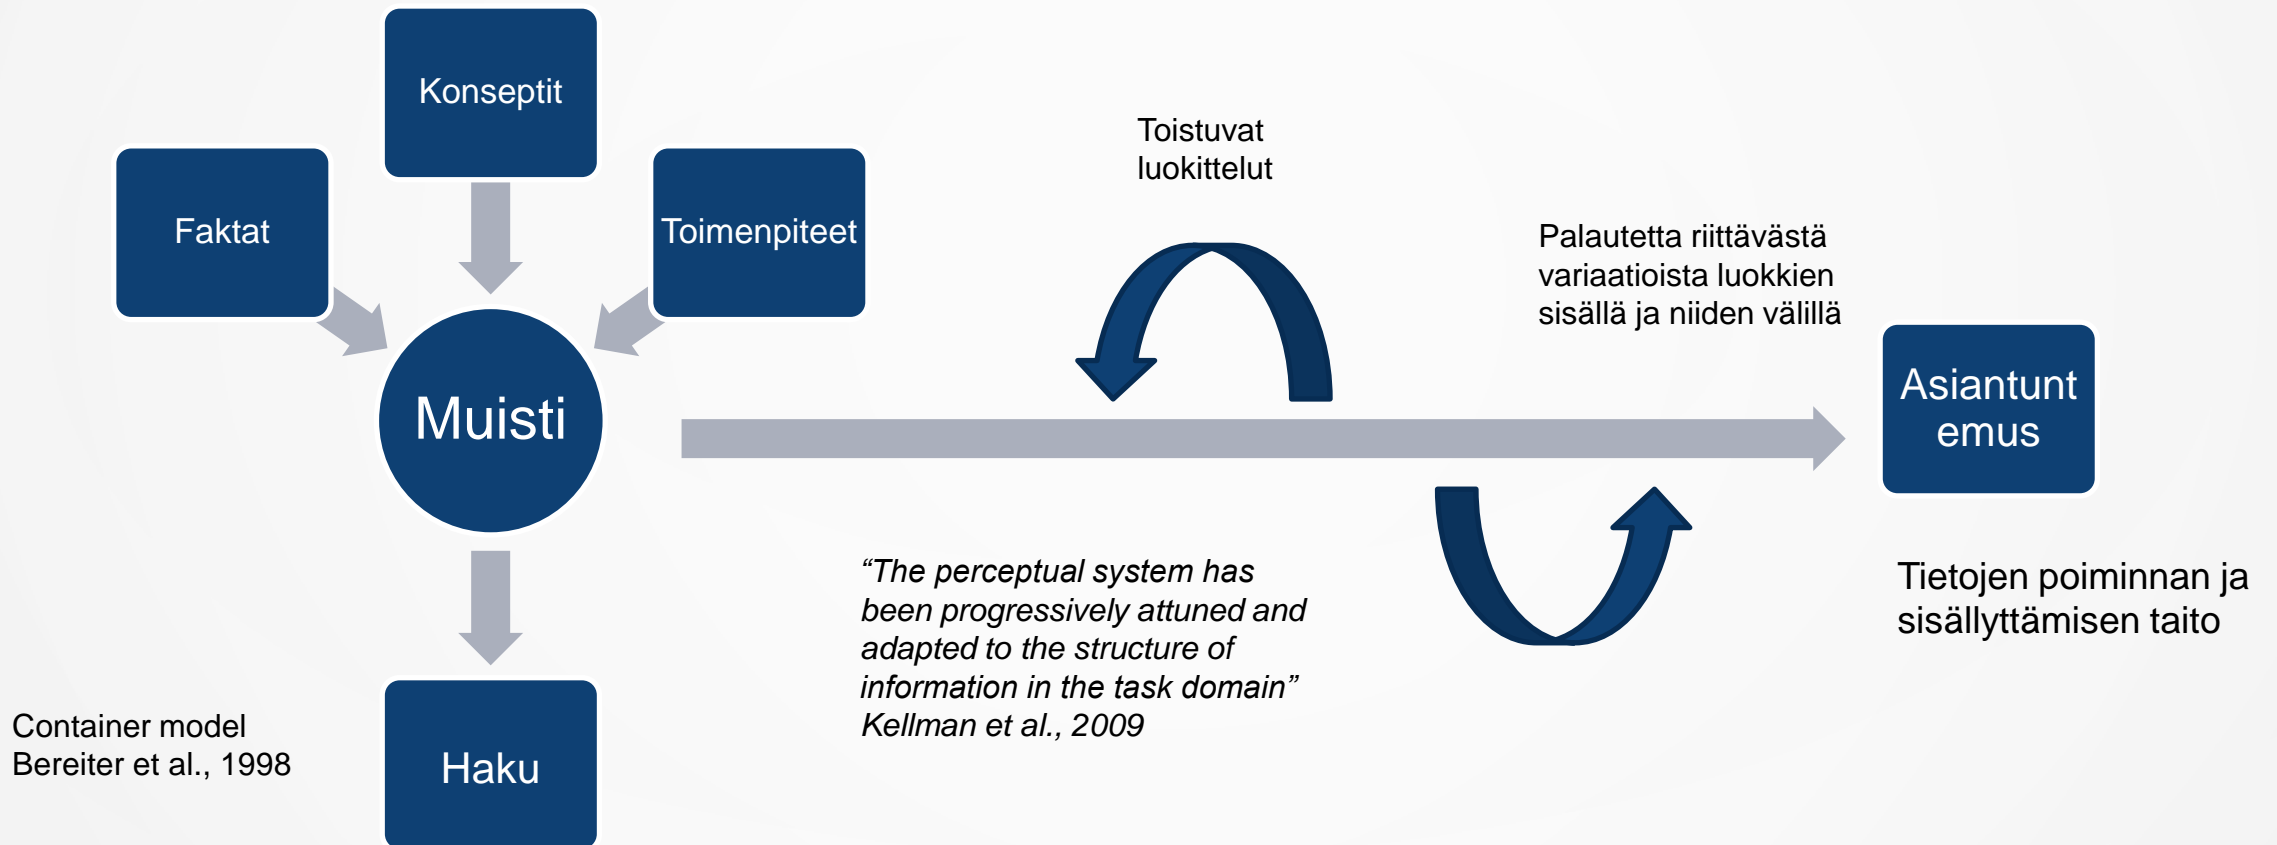 Konseptit
Faktat
Toimenpiteet
Muisti
Haku
Container model
Bereiter et al., 1998
Toistuvat
luokittelut
Palautetta riittävästä
variaatioista luokkien
sisällä ja niiden välillä
“The perceptual system has
been progressively attuned and
adapted to the structure of
information in the task domain”
Kellman et al., 2009
Asiantunt
emus
Tietojen poiminnan ja
sisällyttämisen taito